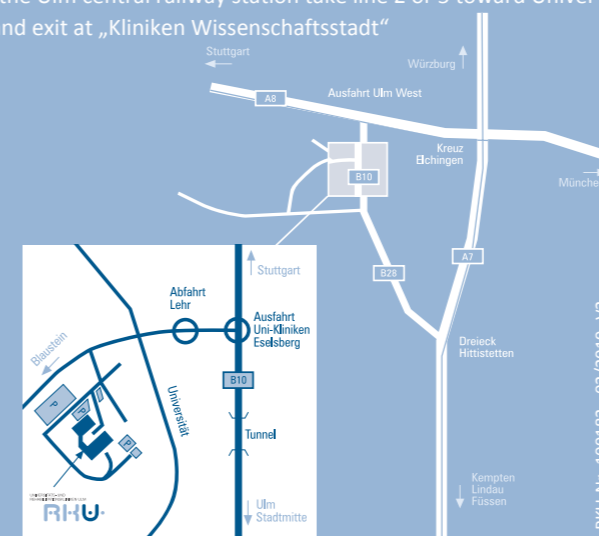 the Ulm central railway station take line 2 or 5 toward
and exit at „Kliniken Wissenschaftsstadt“
Stuttgart
Würzburg
A8
Ausfahrt Ulm West
Kreuz
Elchingen
B10
A7
B28
Dreieck
Hittistetten
Kempten
Lindau
Füssen
Stuttgart
Abfahrt
Lehr
Ausfahrt
Uni-Kliniken
Eselsberg
Blaustein
B10
Universität
P
P
P
Tunnel
Ulm
Stadtmitte
RKU